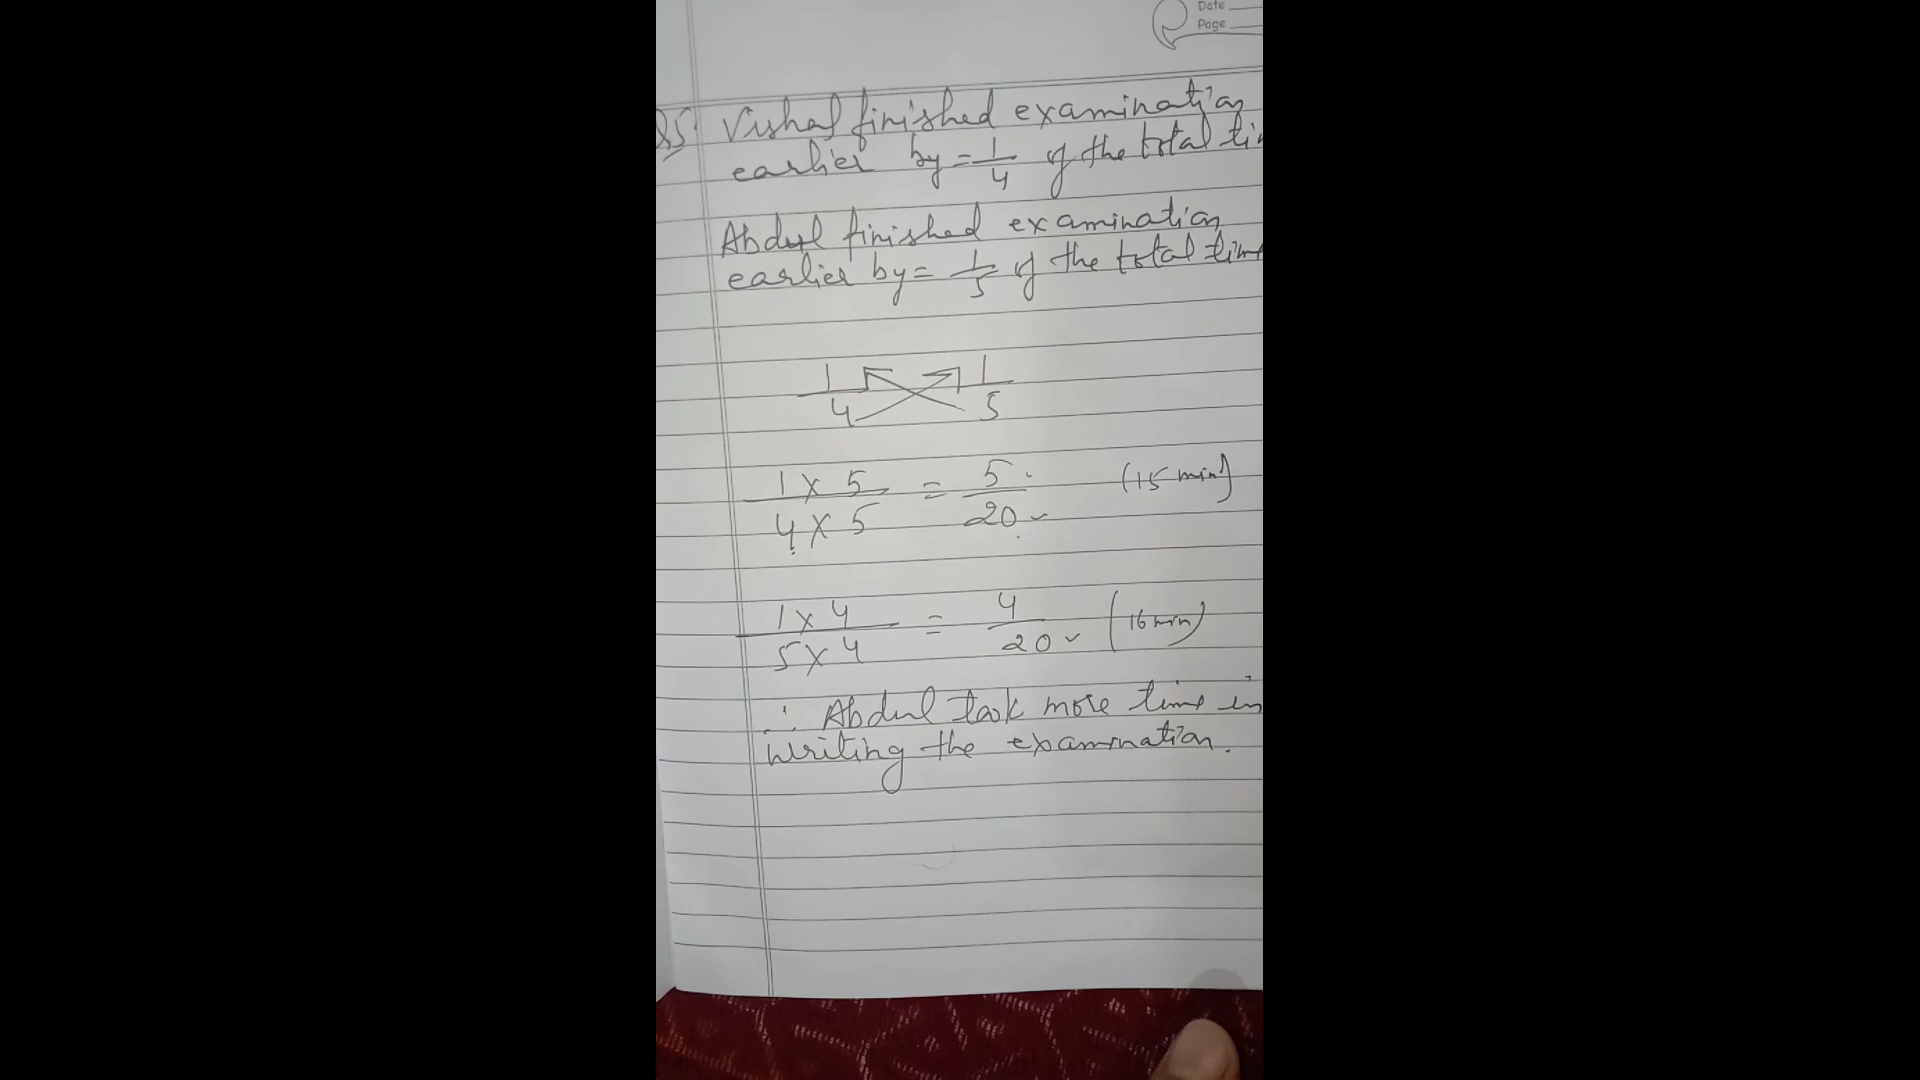 Date
Page
Q5. Vishal finished examination
earlier by = 1/4 of the total
Abdul finished examination
earlier by = 1/5 of the total time
1/4 1/5
1 x 5 / 4 x 5 = 5/20 (15 min)
1 x 4 / 5 x 4 = 4/20 (16 min)
∴ Abdul took more time in
writing the examination.